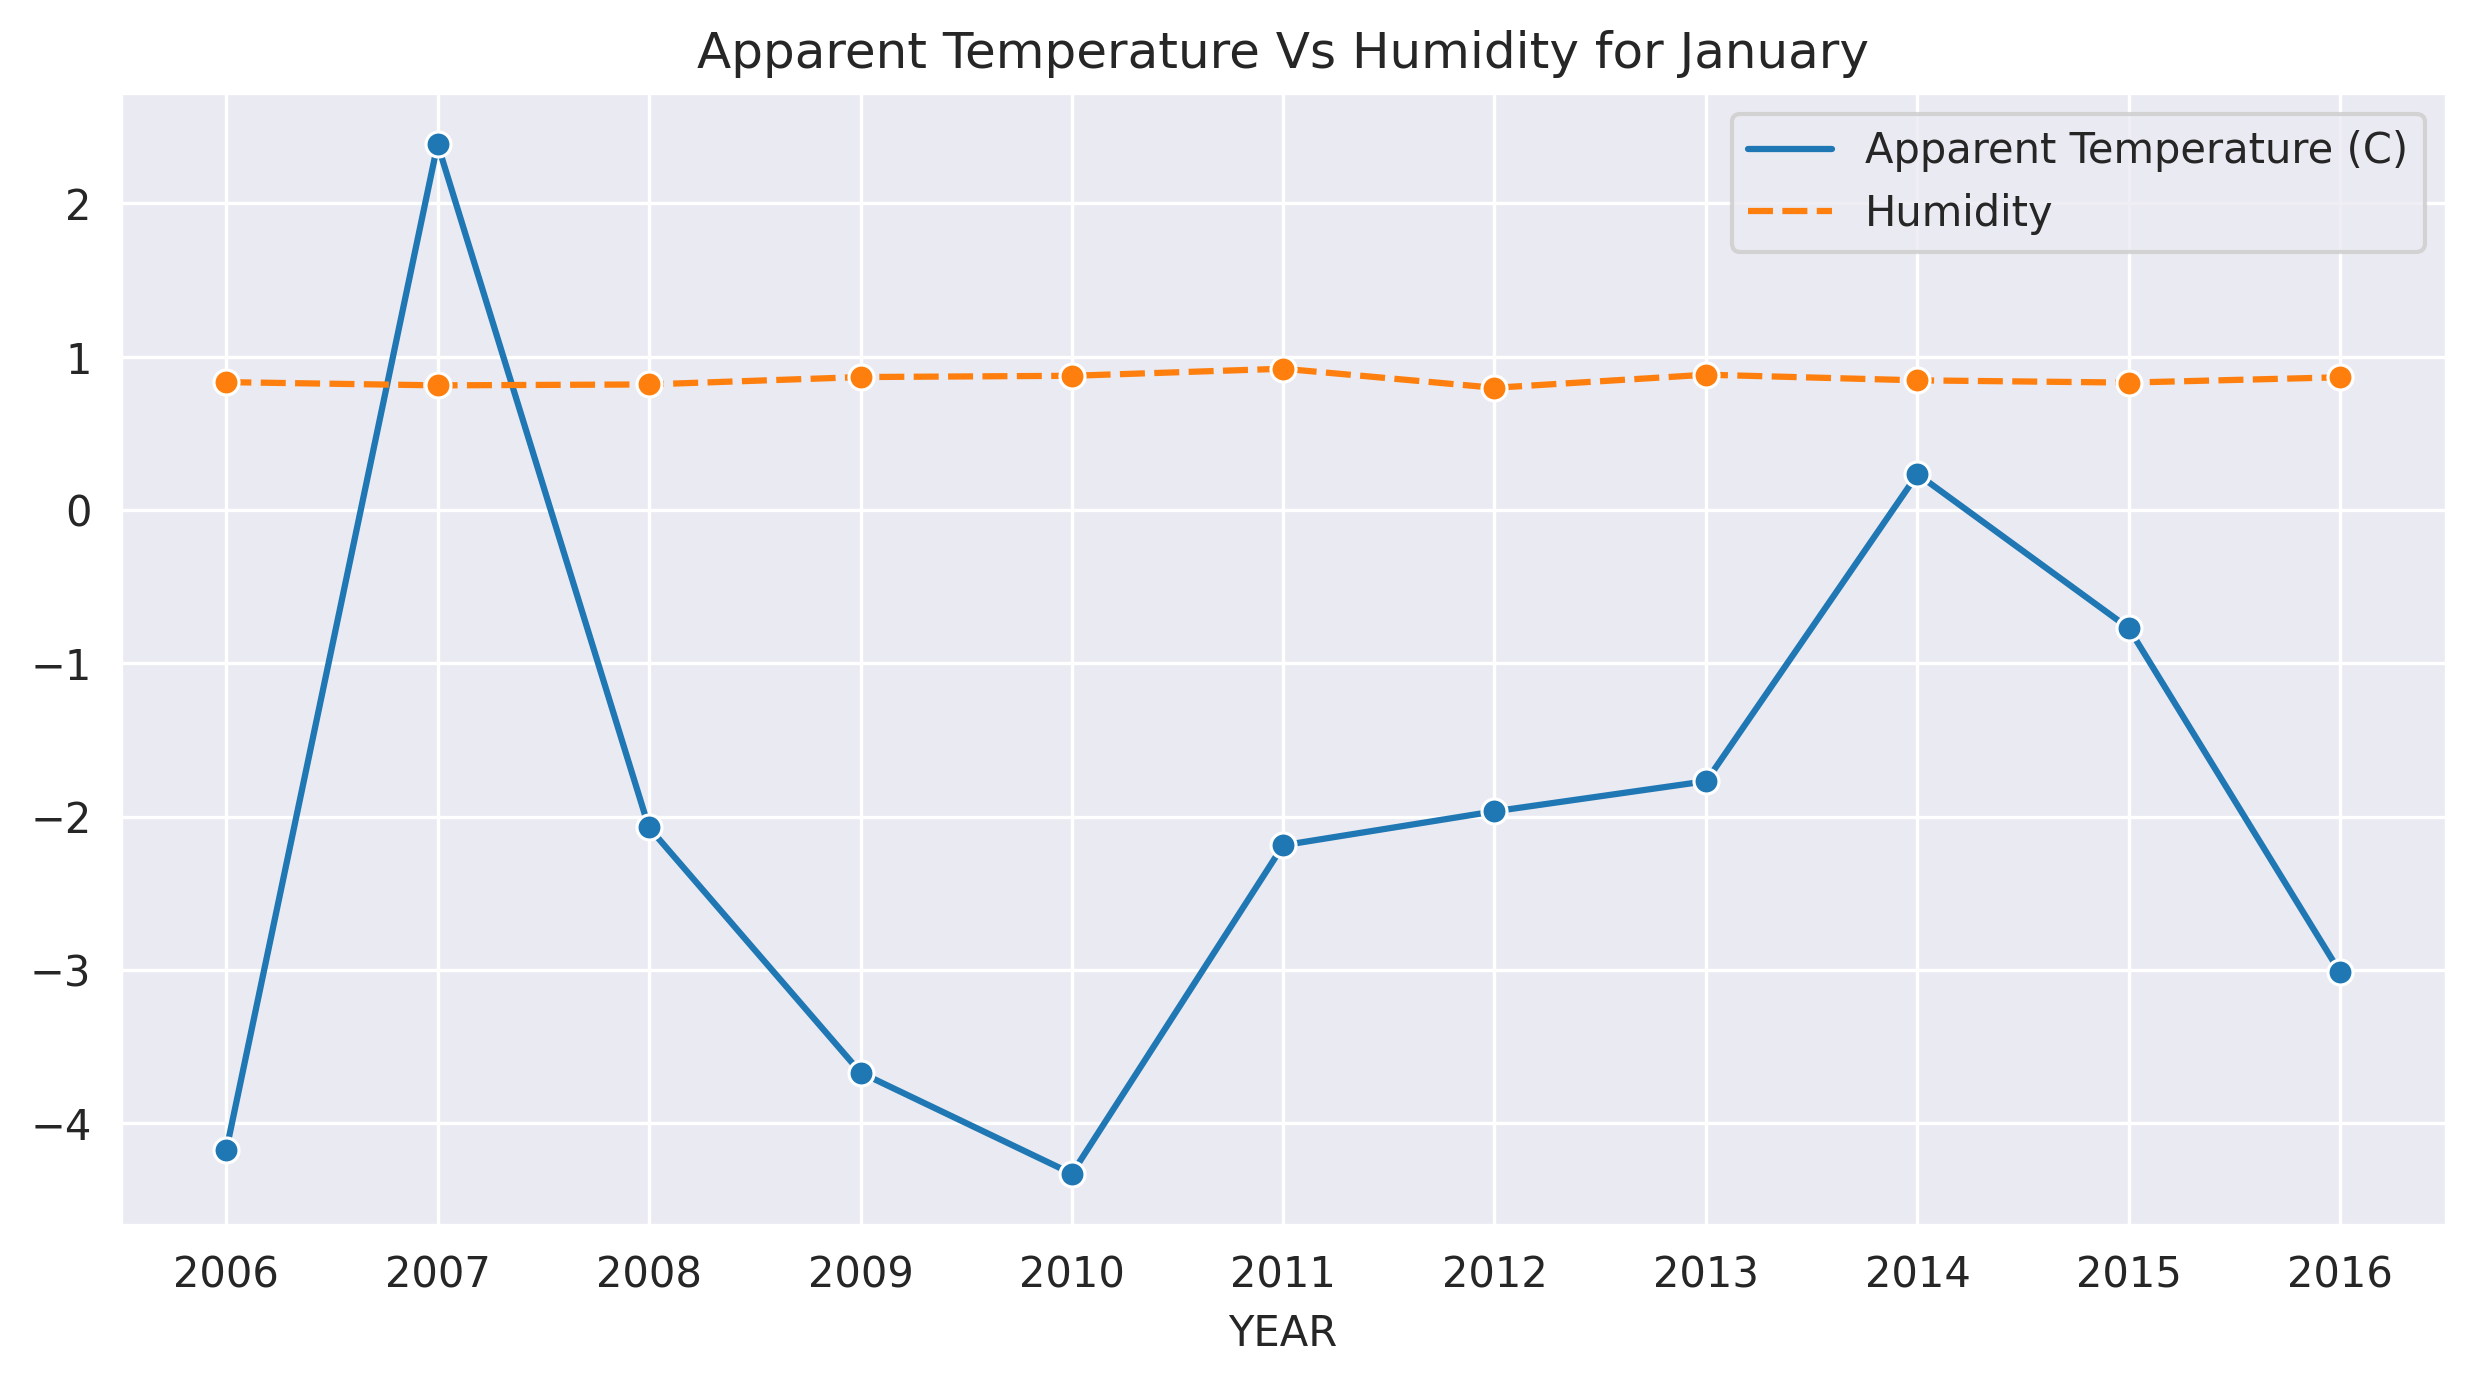 Apparent Temperature Vs Humidity for January
Apparent Temperature (C)
Humidity
2
1
0
−1
−2
−3
−4
2006 2007 2008 2009 2010 2011 2012 2013 2014 2015 2016
YEAR